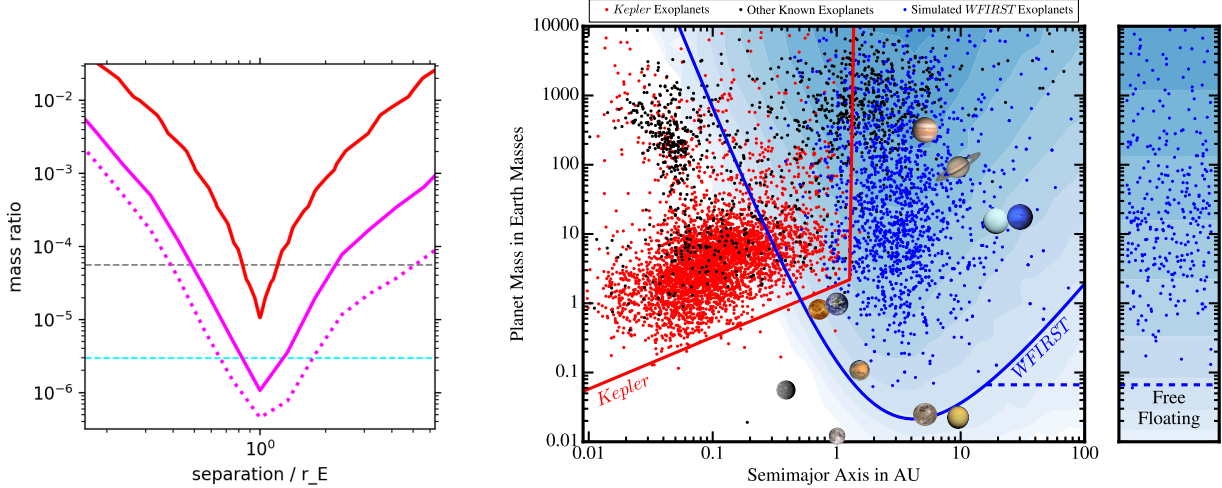 10⁻²
10⁻³
10⁻⁴
10⁻⁵
10⁻⁶
mass ratio
10⁰
separation / r_E
Kepler Exoplanets Other Known Exoplanets Simulated WFIRST Exoplanets
10000
1000
100
10
1
0.1
0.01
Planet Mass in Earth Masses
Kepler
WFIRST
0.01 0.1 1 10 100
Semimajor Axis in AU
Free
Floating